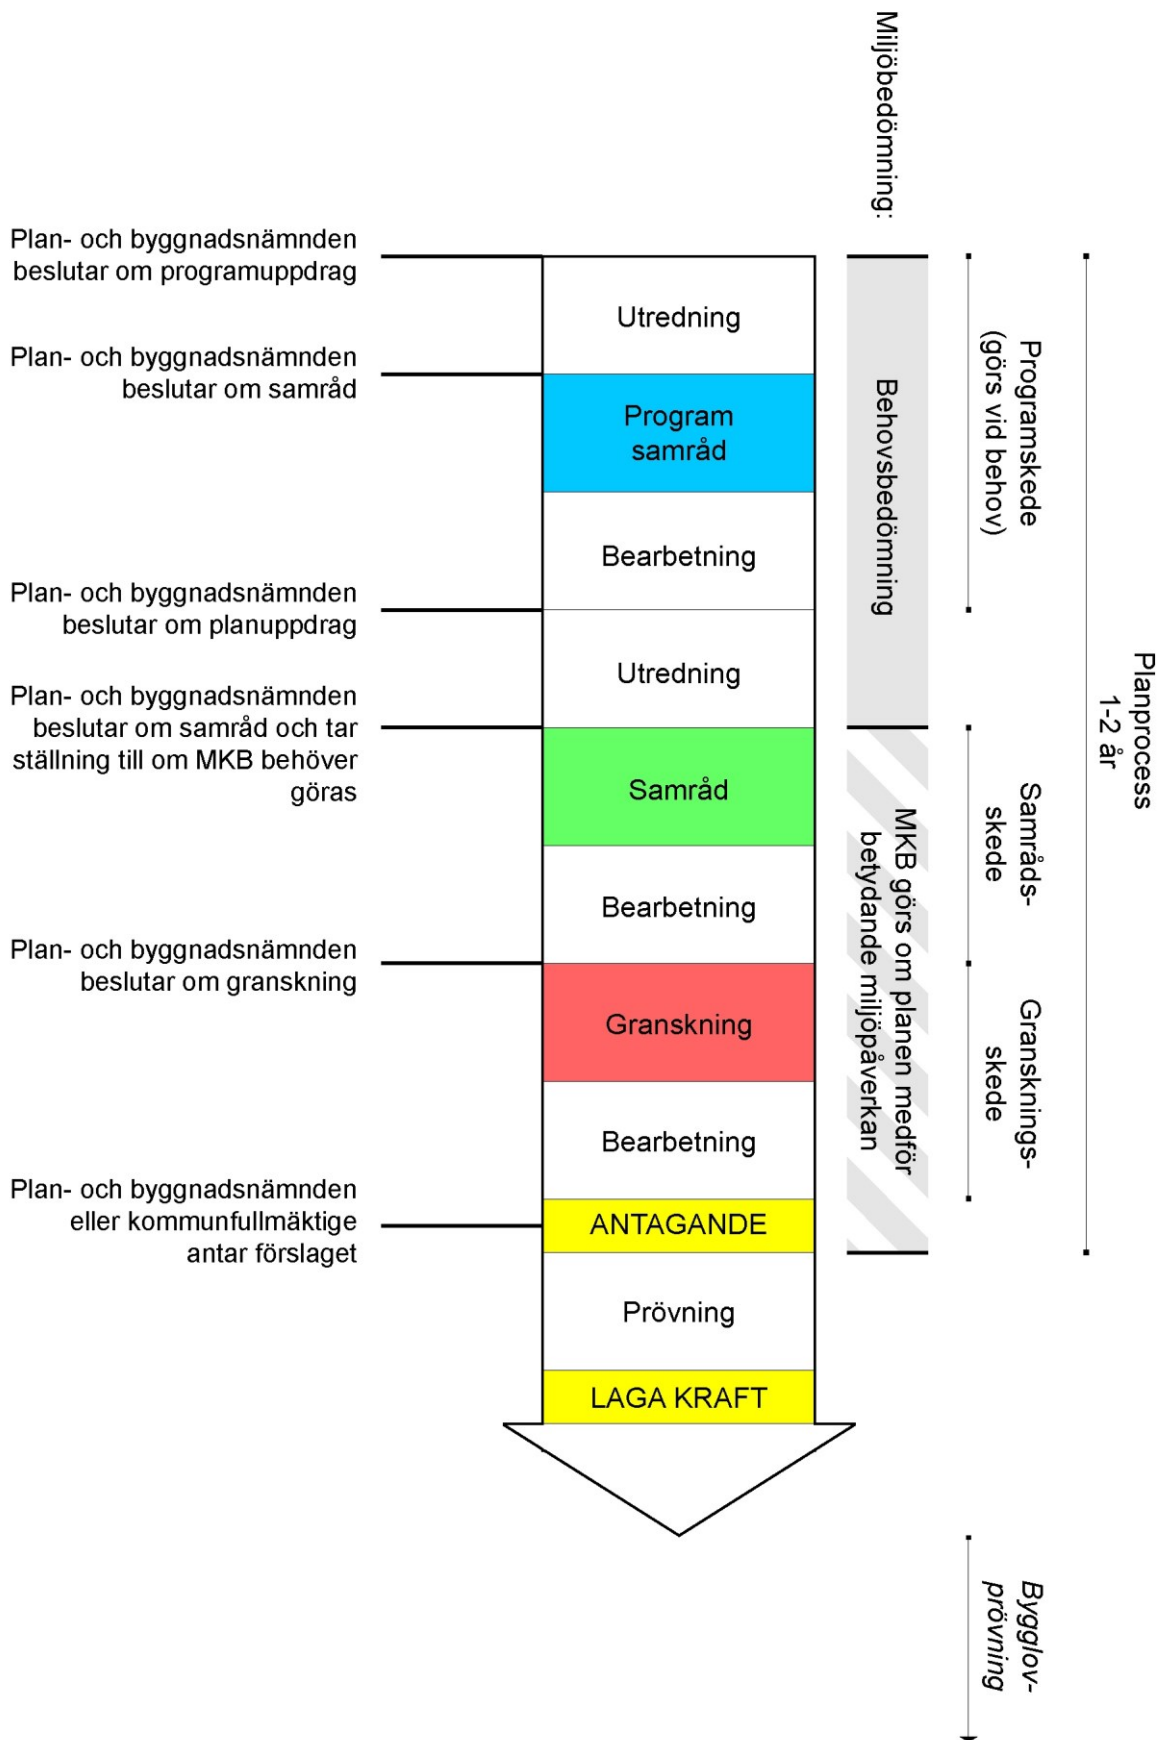 Miljöbedömning:
Plan- och byggnadsnämnden
beslutar om programuppdrag
Plan- och byggnadsnämnden
beslutar om samråd
Plan- och byggnadsnämnden
beslutar om planuppdrag
Plan- och byggnadsnämnden
beslutar om samråd och tar
ställning till om MKB behöver
göras
Plan- och byggnadsnämnden
beslutar om granskning
Plan- och byggnadsnämnden
eller kommunfullmäktige
antar förslaget
Utredning
Program
samråd
Bearbetning
Utredning
Samråd
Bearbetning
Granskning
Bearbetning
ANTAGANDE
Prövning
LAGA KRAFT
Behovsbedömning
MKB görs om planen medför
betydande miljöpåverkan
Programskede
(görs vid behov)
Samråds-
skede
Gransknings-
skede
Planprocess
1-2 år
Bygglov-
prövning